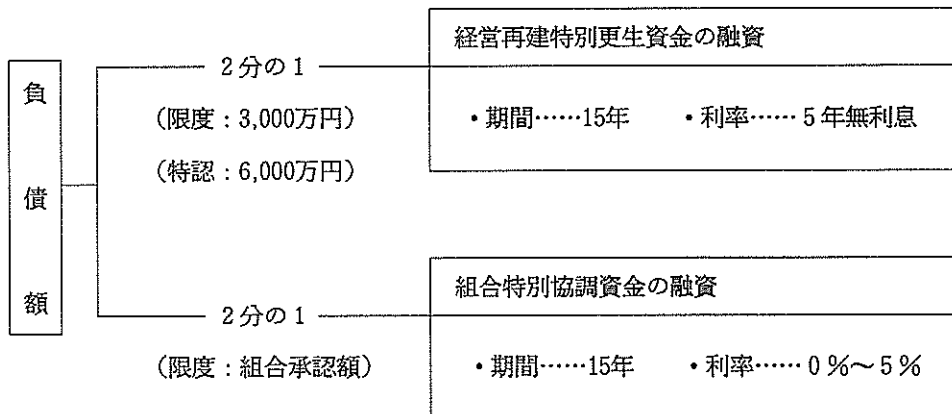 負債額
2分の1
(限度:3,000万円)
(特認:6,000万円)
経営再建特別更生資金の融資
・期間……15年 ・利率……5年無利息
2分の1
(限度:組合承認額)
組合特別協調資金の融資
・期間……15年 ・利率……0%~5%